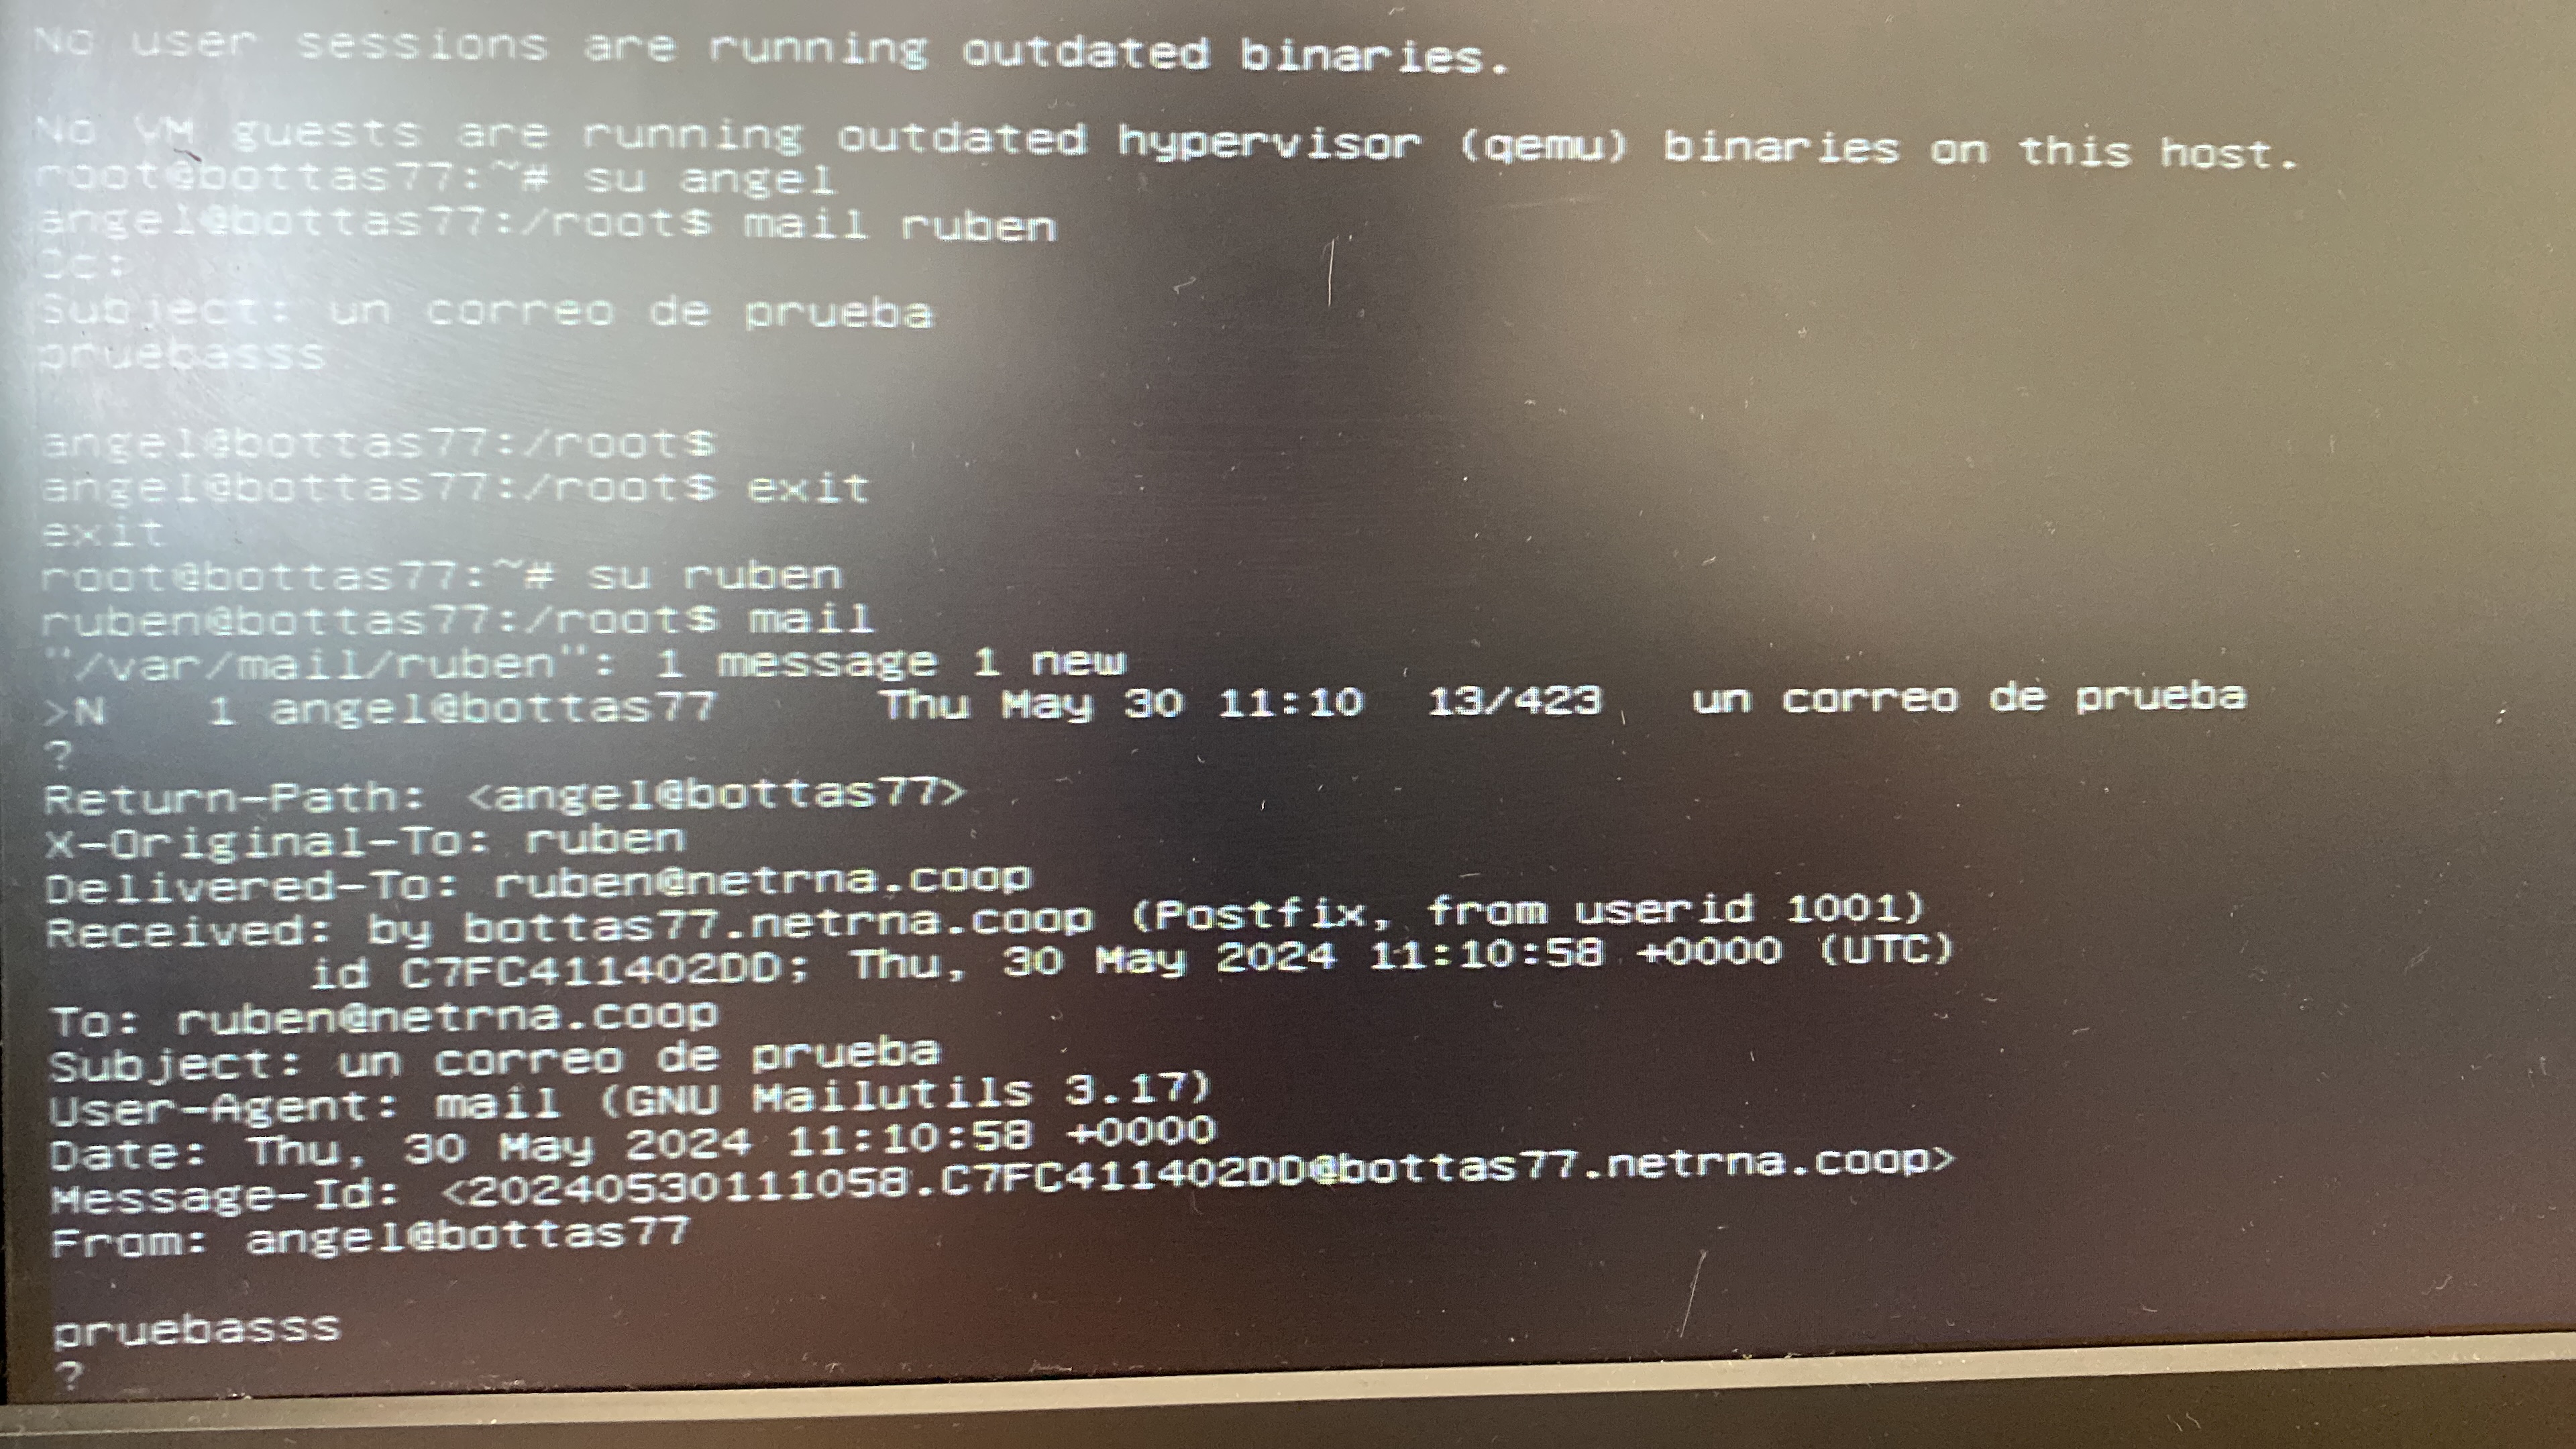 No user sessions are running outdated binaries.
No VM guests are running outdated hypervisor (qemu) binaries on this host.
root@bottas77:~# su angel
angel@bottas77:/root$ mail ruben
Cc:
Subject: un correo de prueba
pruebasss
angel@bottas77:/root$
angel@bottas77:/root$ exit
exit
root@bottas77:~# su ruben
ruben@bottas77:/root$ mail
"/var/mail/ruben": 1 message 1 new
>N   1 angel@bottas77     Thu May 30 11:10  13/423   un correo de prueba
?
Return-Path: <angel@bottas77>
X-Original-To: ruben
Delivered-To: ruben@netrna.coop
Received: by bottas77.netrna.coop (Postfix, from userid 1001)
id C7FC411402DD; Thu, 30 May 2024 11:10:58 +0000 (UTC)
To: ruben@netrna.coop
Subject: un correo de prueba
User-Agent: mail (GNU Mailutils 3.17)
Date: Thu, 30 May 2024 11:10:58 +0000
Message-Id: <20240530111058.C7FC411402DD@bottas77.netrna.coop>
From: angel@bottas77
pruebasss
?